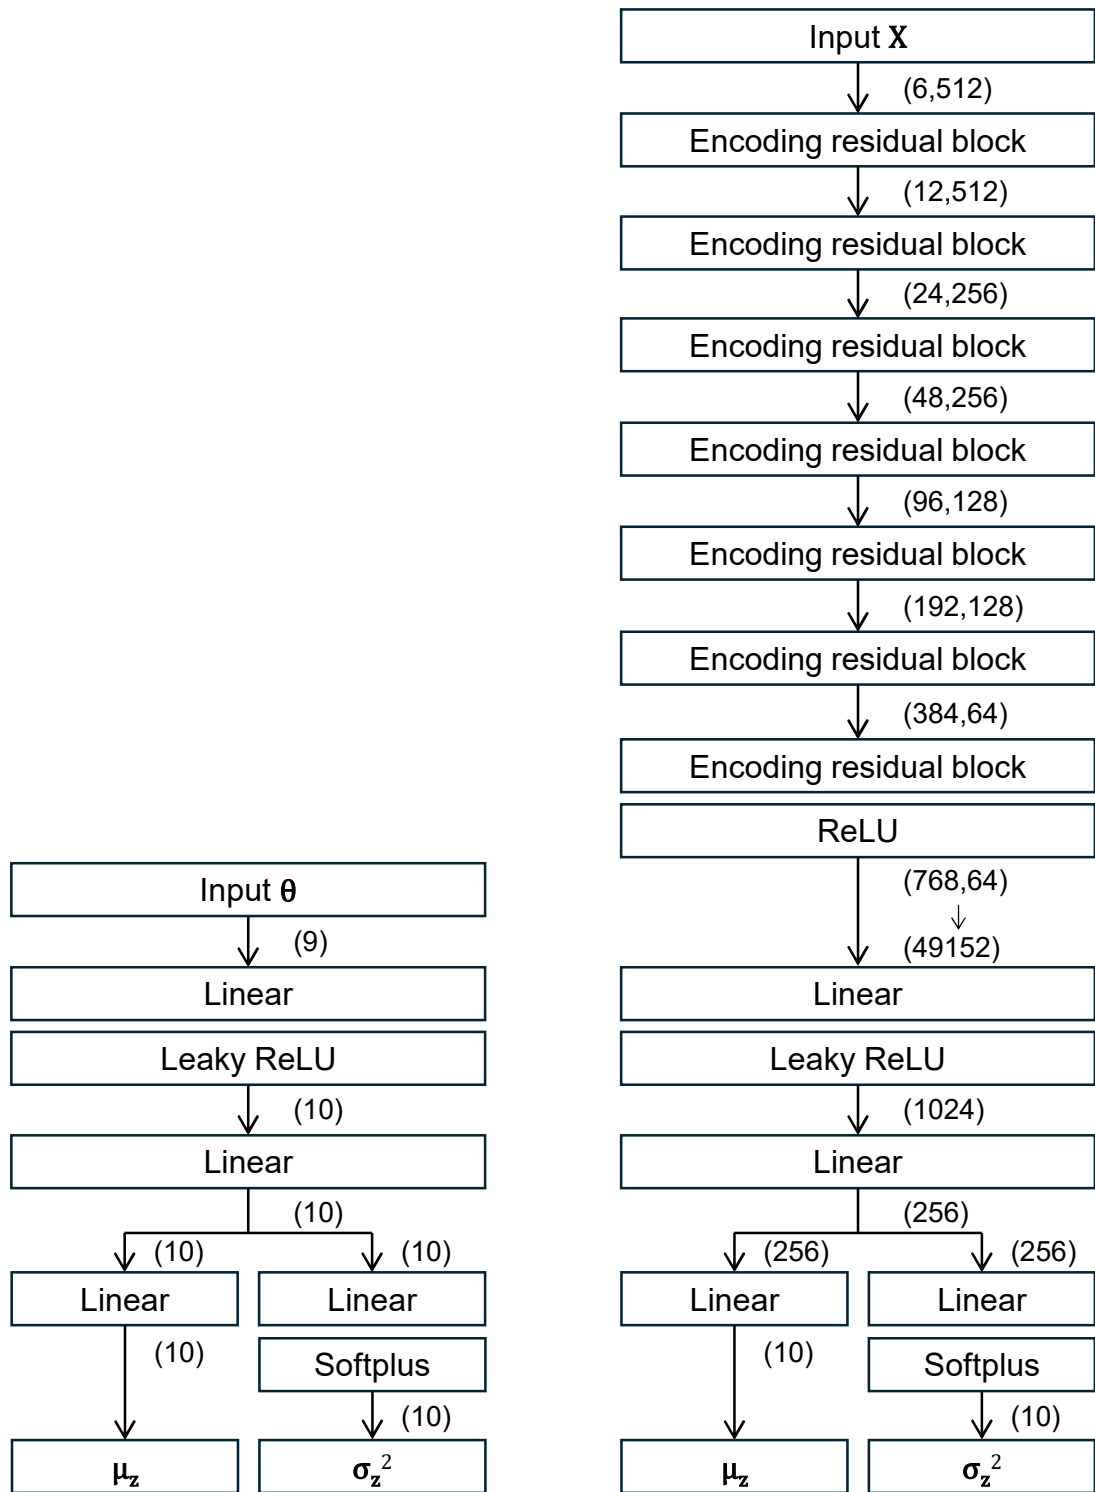 Input X
(6,512)
Encoding residual block
(12,512)
Encoding residual block
(24,256)
Encoding residual block
(48,256)
Encoding residual block
(96,128)
Encoding residual block
(192,128)
Encoding residual block
(384,64)
Encoding residual block
ReLU
(768,64)
↓
(49152)
Linear
Leaky ReLU
(1024)
Linear
(256)
(256)
(256)
Linear
Linear
(10)
Softplus
(10)
μz
σz²
Input θ
(9)
Linear
Leaky ReLU
(10)
Linear
(10)
(10)
(10)
Linear
Linear
(10)
Softplus
(10)
μz
σz²